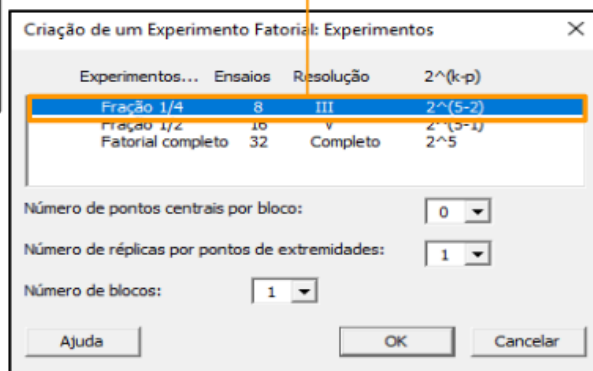 Criação de um Experimento Fatorial: Experimentos
Experimentos... Ensaios Resolução 2^(k-p)
Fração 1/4 8 III 2^(5-2)
Fração 1/2 16 V 2^(5-1)
Fatorial completo 32 Completo 2^5
Número de pontos centrais por bloco: 0
Número de réplicas por pontos de extremidades: 1
Número de blocos: 1
Ajuda OK Cancelar